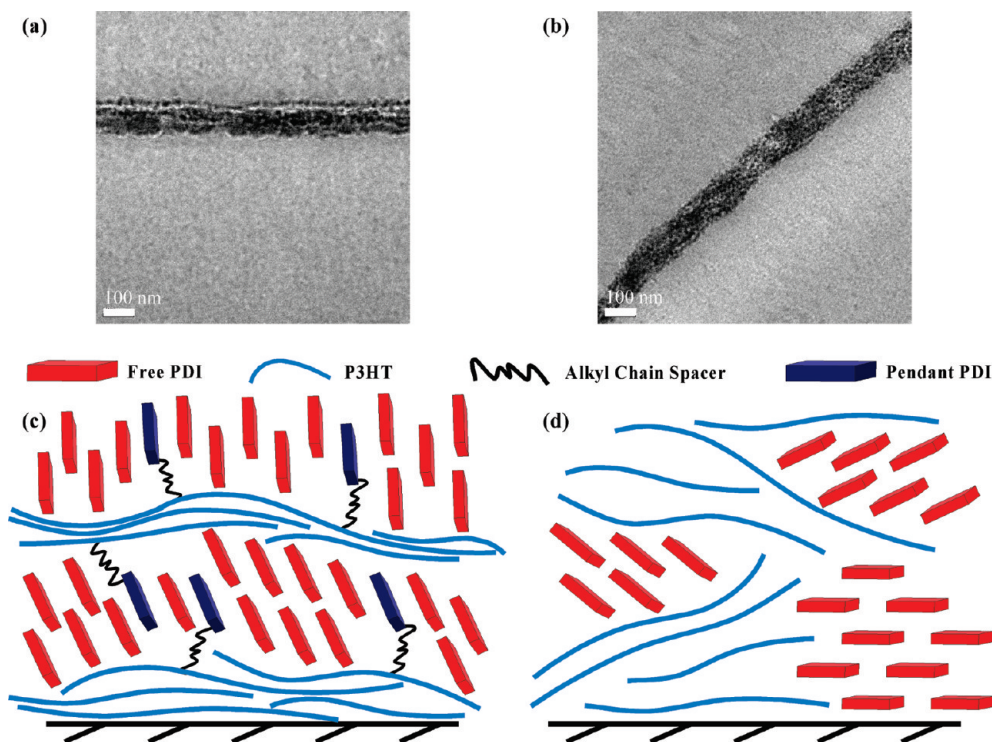 (a)
(b)
100 nm
100 nm
Free PDI
P3HT
Alkyl Chain Spacer
Pendant PDI
(c)
(d)